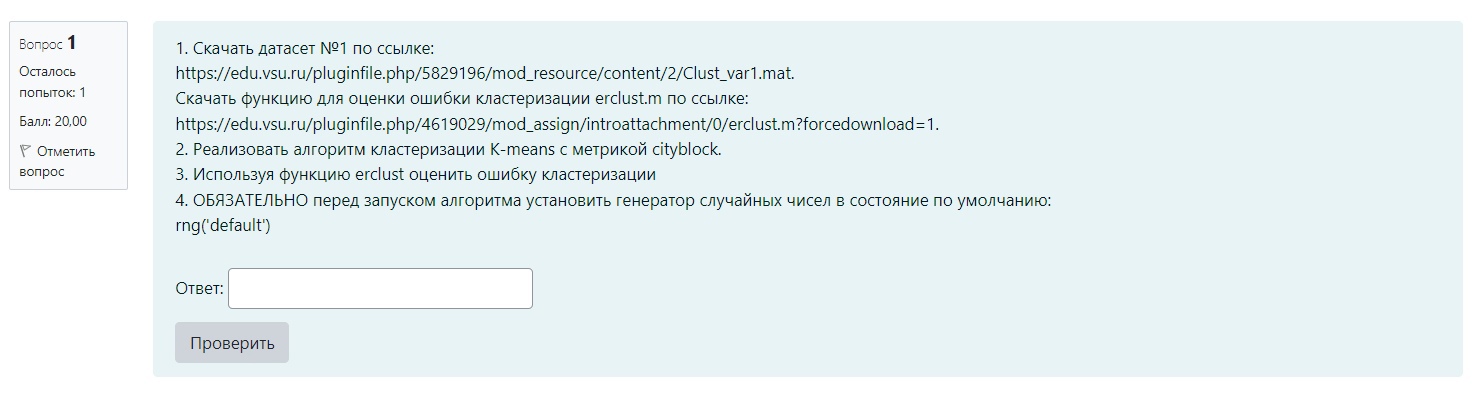 Вопрос 1
Осталось
попыток: 1
Балл: 20,00
Отметить
вопрос
1. Скачать датасет №1 по ссылке:
https://edu.vsu.ru/pluginfile.php/5829196/mod_resource/content/2/Clust_var1.mat.
Скачать функцию для оценки ошибки кластеризации erclust.m по ссылке:
https://edu.vsu.ru/pluginfile.php/4619029/mod_assign/introattachment/0/erclust.m?forcedownload=1.
2. Реализовать алгоритм кластеризации K-means с метрикой cityblock.
3. Используя функцию erclust оценить ошибку кластеризации
4. ОБЯЗАТЕЛЬНО перед запуском алгоритма установить генератор случайных чисел в состояние по умолчанию:
rng('default')
Ответ:
Проверить